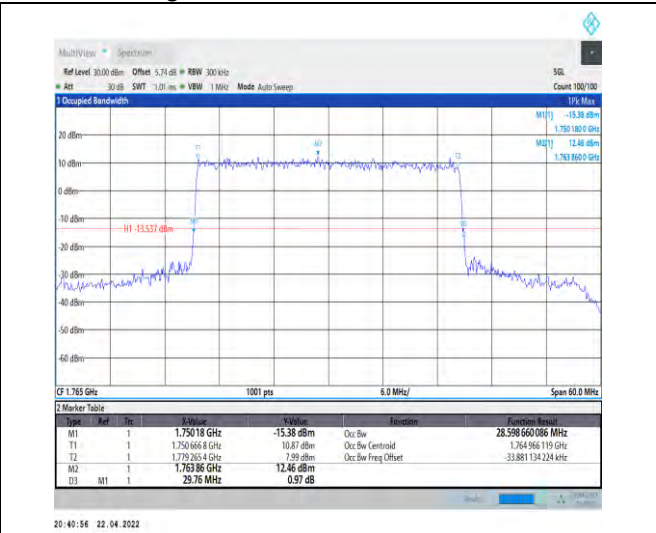 MultiView Spectrum
Ref Level 30.00 dBm Offset 5.74 dB RBW 300 kHz SGL
Att 30 dB SWT 1.01 ms VBW 1 MHz Mode Auto Sweep Count 100/100
1 Occupied Bandwidth 1Pk Max
M1[1] -15.38 dBm
1.750 180 0 GHz
20 dBm M2[1] 12.46 dBm
1.763 860 0 GHz
T1 T2
10 dBm
0 dBm
-10 dBm
H1 -13.537 dBm
-20 dBm
-30 dBm
-40 dBm
-50 dBm
-60 dBm
CF 1.765 GHz 1001 pts 6.0 MHz/ Span 60.0 MHz
2 Marker Table
Type Ref Trc X-Value Y-Value Function Function Result
M1 1 1.75018 GHz -15.38 dBm Occ Bw 28.598 660 086 MHz
T1 1 1.750 666 8 GHz 10.87 dBm Occ Bw Centroid 1.764 966 119 GHz
T2 1 1.779 265 4 GHz 7.99 dBm Occ Bw Freq Offset -33.881 134 224 kHz
M2 1 1.763 86 GHz 12.46 dBm
D3 M1 1 29.76 MHz 0.97 dB
20:40:56 22.04.2022